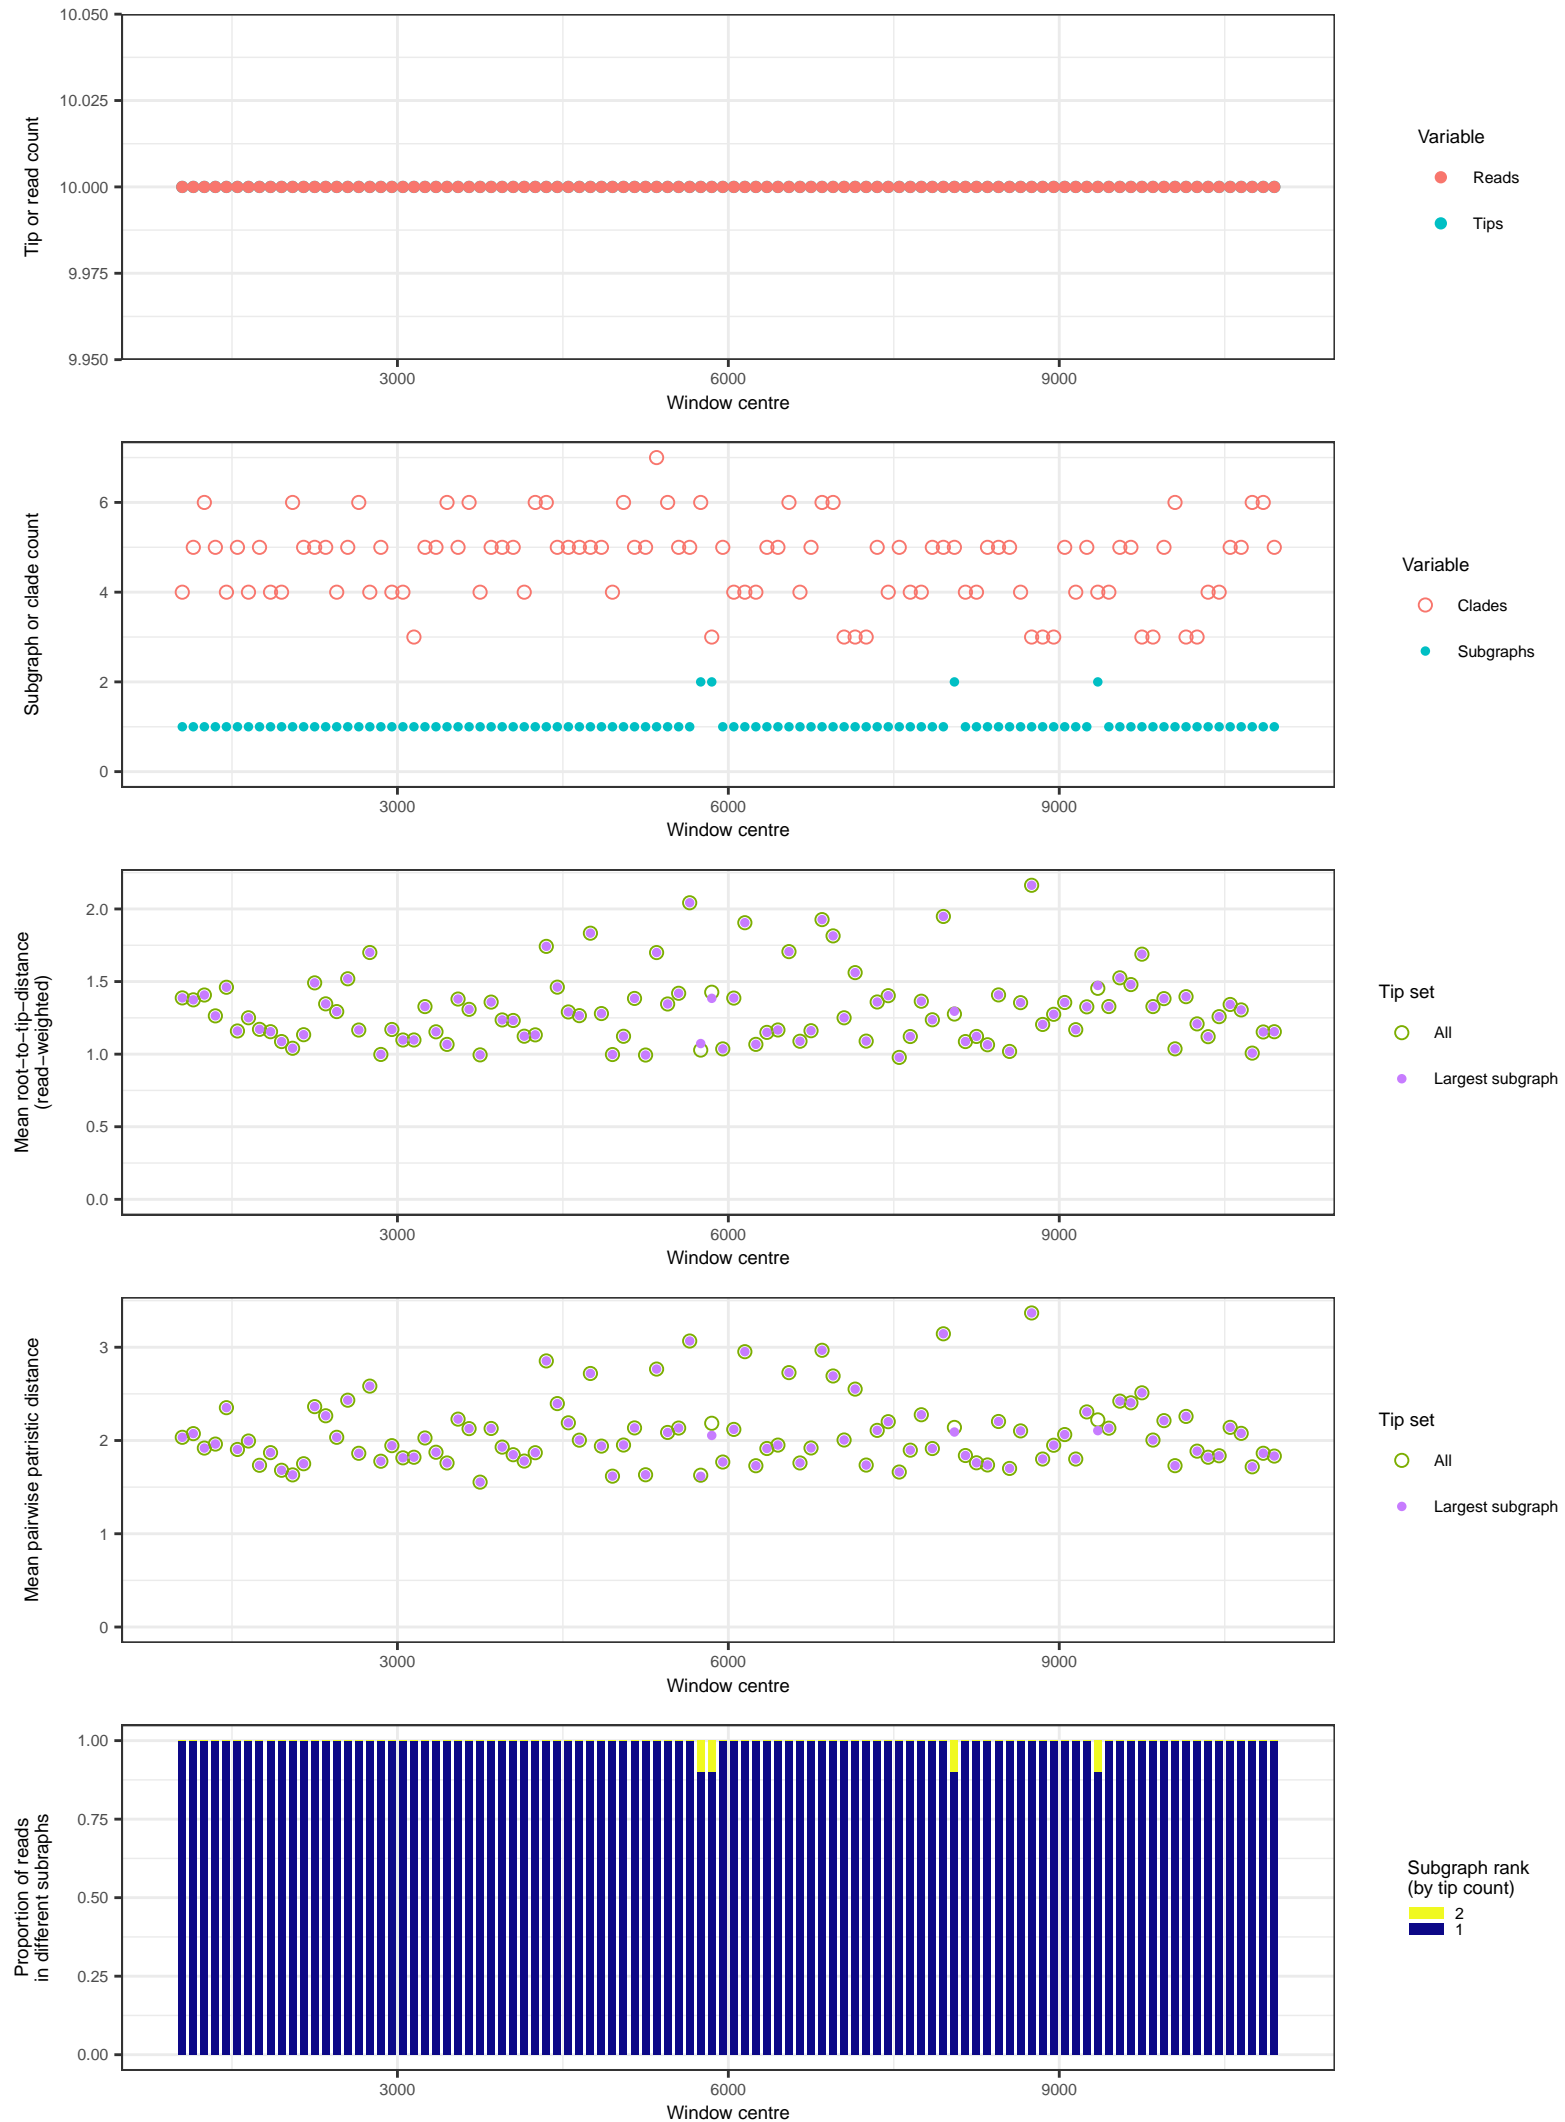 10.050
10.025
10.000
9.975
9.950
Tip or read count
3000 6000 9000
Window centre
Variable
Reads
Tips
6
4
2
0
Subgraph or clade count
3000 6000 9000
Window centre
Variable
Clades
Subgraphs
2.0
1.5
1.0
0.5
0.0
Mean root−to−tip−distance
(read−weighted)
3000 6000 9000
Window centre
Tip set
All
Largest subgraph
3
2
1
0
Mean pairwise patristic distance
3000 6000 9000
Window centre
Tip set
All
Largest subgraph
1.00
0.75
0.50
0.25
0.00
Proportion of reads
in different subraphs
3000 6000 9000
Window centre
Subgraph rank
(by tip count)
2
1